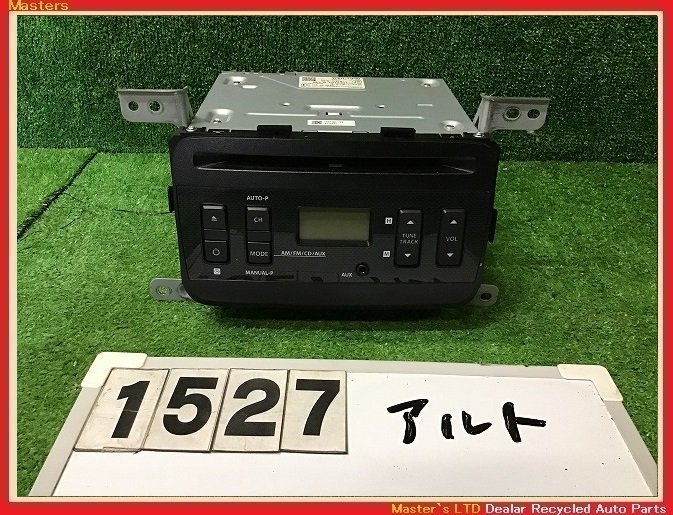 Masters
AUTO-P
CH
MODE
AM/FM/CD/AUX
MANUAL-P
AUX
H
M
TUNE
TRACK
VOL
1527
アルト
Master`s LTD Dealer Recycled Auto Parts